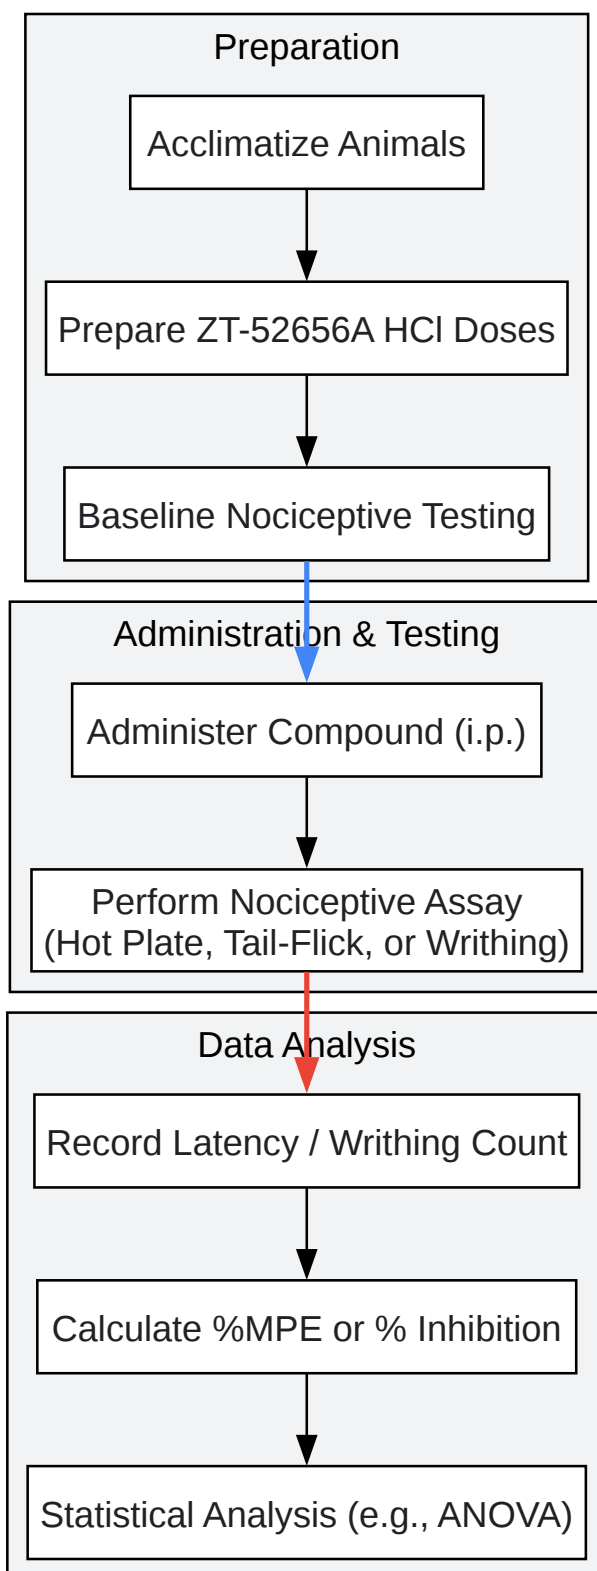 Preparation
Acclimatize Animals
Prepare ZT-52656A HCl Doses
Baseline Nociceptive Testing
Administration & Testing
Administer Compound (i.p.)
Perform Nociceptive Assay
(Hot Plate, Tail-Flick, or Writhing)
Data Analysis
Record Latency / Writhing Count
Calculate %MPE or % Inhibition
Statistical Analysis (e.g., ANOVA)